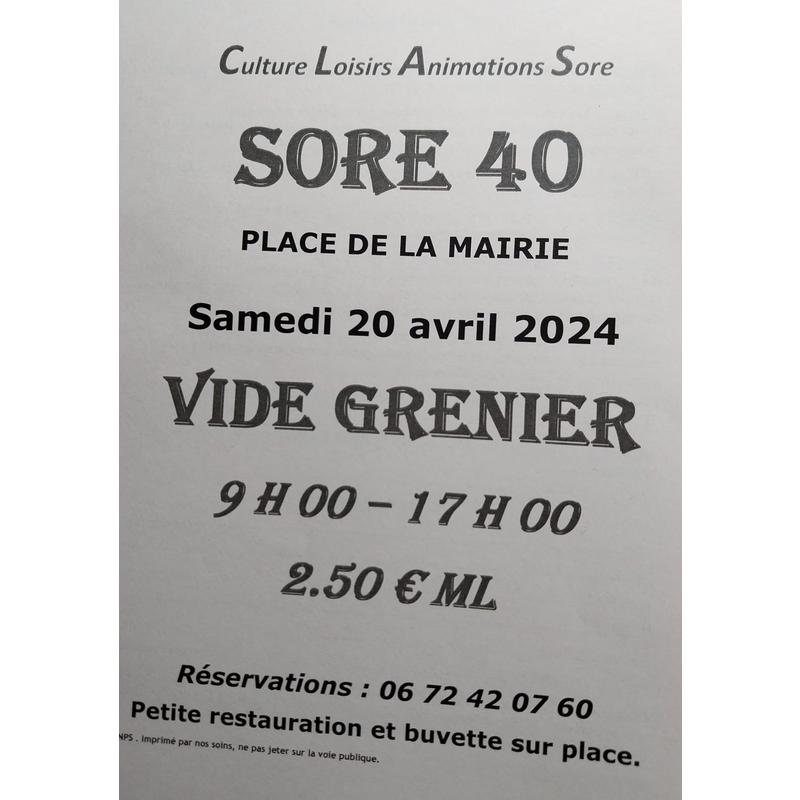 Culture Loisirs Animations Sore
SORE 40
PLACE DE LA MAIRIE
Samedi 20 avril 2024
VIDE GRENIER
9 H 00 – 17 H 00
2.50 € ML
Réservations : 06 72 42 07 60
Petite restauration et buvette sur place.
NPS . Imprimé par nos soins, ne pas jeter sur la voie publique.